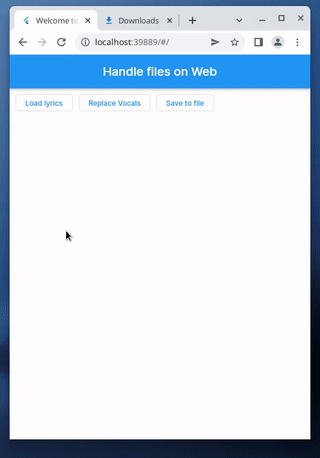 Welcome to
Downloads
localhost:39889/#/
Handle files on Web
Load lyrics
Replace Vocals
Save to file